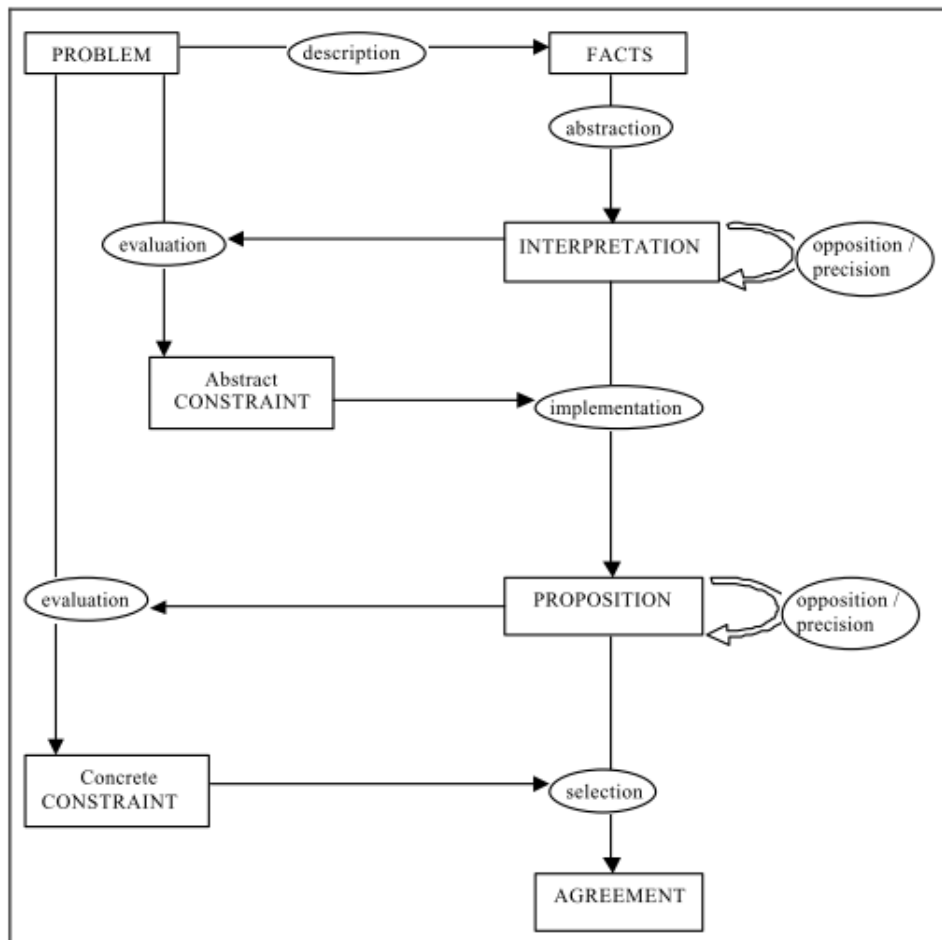 PROBLEM
description
FACTS
abstraction
evaluation
INTERPRETATION
opposition /
precision
Abstract
CONSTRAINT
implementation
evaluation
PROPOSITION
opposition /
precision
Concrete
CONSTRAINT
selection
AGREEMENT